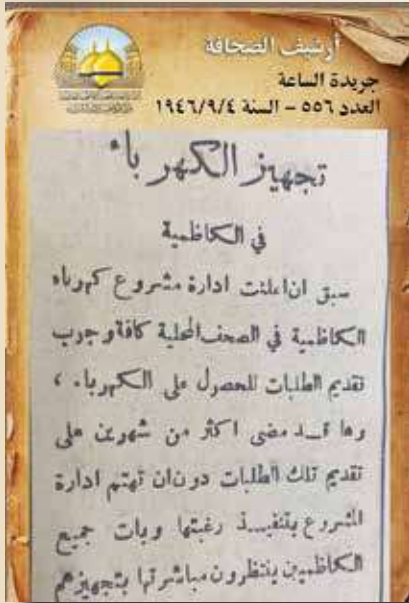 أرشيف الصحافة
جريدة الساعة
العدد ٥٥٦ - السنة ١٩٤٦/٩/٤
تجهيز الكهرباء
في الكاظمية
سبق ان اعلنت ادارة مشروع كهرباء
الكاظمية في الصحف المحلية كافة وجوب
تقديم الطلبات للحصول على الكهرباء ،
وها قد مضى اكثر من شهرين على
تقديم تلك الطلبات دون ان تهتم ادارة
المشروع بتنفيذ رغبتها وبات جميع
الكاظميين ينتظرون مباشرتها بتجهيزهم